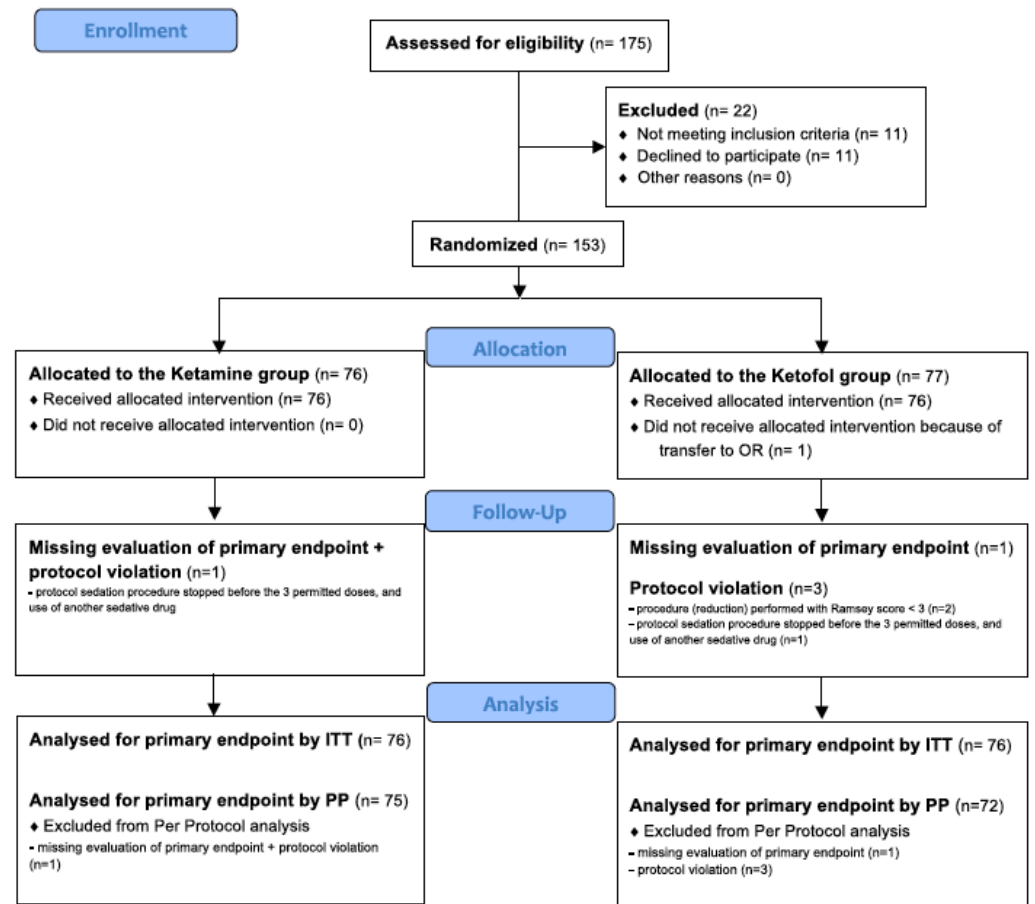 Enrollment
Assessed for eligibility (n= 175)
Excluded (n= 22)
♦ Not meeting inclusion criteria (n= 11)
♦ Declined to participate (n= 11)
♦ Other reasons (n= 0)
Randomized (n= 153)
Allocation
Allocated to the Ketamine group (n= 76)
♦ Received allocated intervention (n= 76)
♦ Did not receive allocated intervention (n= 0)
Allocated to the Ketofol group (n= 77)
♦ Received allocated intervention (n= 76)
♦ Did not receive allocated intervention because of
transfer to OR (n= 1)
Follow-Up
Missing evaluation of primary endpoint +
protocol violation (n=1)
- protocol sedation procedure stopped before the 3 permitted doses, and
use of another sedative drug
Missing evaluation of primary endpoint (n=1)
Protocol violation (n=3)
– procedure (reduction) performed with Ramsey score < 3 (n=2)
– protocol sedation procedure stopped before the 3 permitted doses, and
use of another sedative drug (n=1)
Analysis
Analysed for primary endpoint by ITT (n= 76)
Analysed for primary endpoint by PP (n= 75)
♦ Excluded from Per Protocol analysis
- missing evaluation of primary endpoint + protocol violation
(n=1)
Analysed for primary endpoint by ITT (n= 76)
Analysed for primary endpoint by PP (n=72)
♦ Excluded from Per Protocol analysis
– missing evaluation of primary endpoint (n=1)
– protocol violation (n=3)